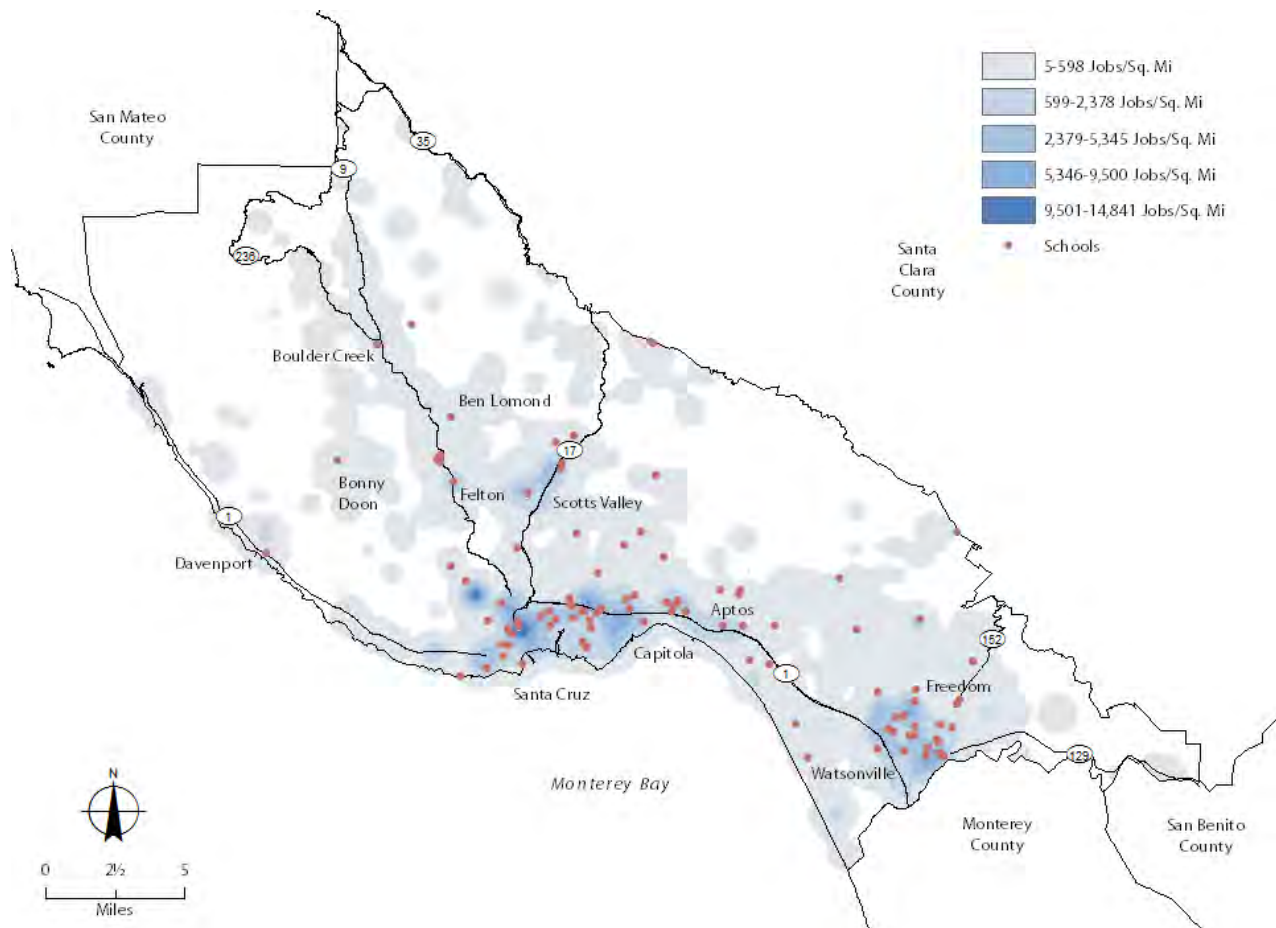 5-598 Jobs/Sq. Mi
599-2,378 Jobs/Sq. Mi
2,379-5,345 Jobs/Sq. Mi
5,346-9,500 Jobs/Sq. Mi
9,501-14,841 Jobs/Sq. Mi
Schools
San Mateo
County
35
9
236
Santa
Clara
County
Boulder Creek
Ben Lomond
17
Bonny
Doon
Felton
Scotts Valley
1
Davenport
Aptos
152
Capitola
1
Freedom
Santa Cruz
129
Watsonville
Monterey Bay
N
Monterey
County
San Benito
County
0 2½ 5
Miles